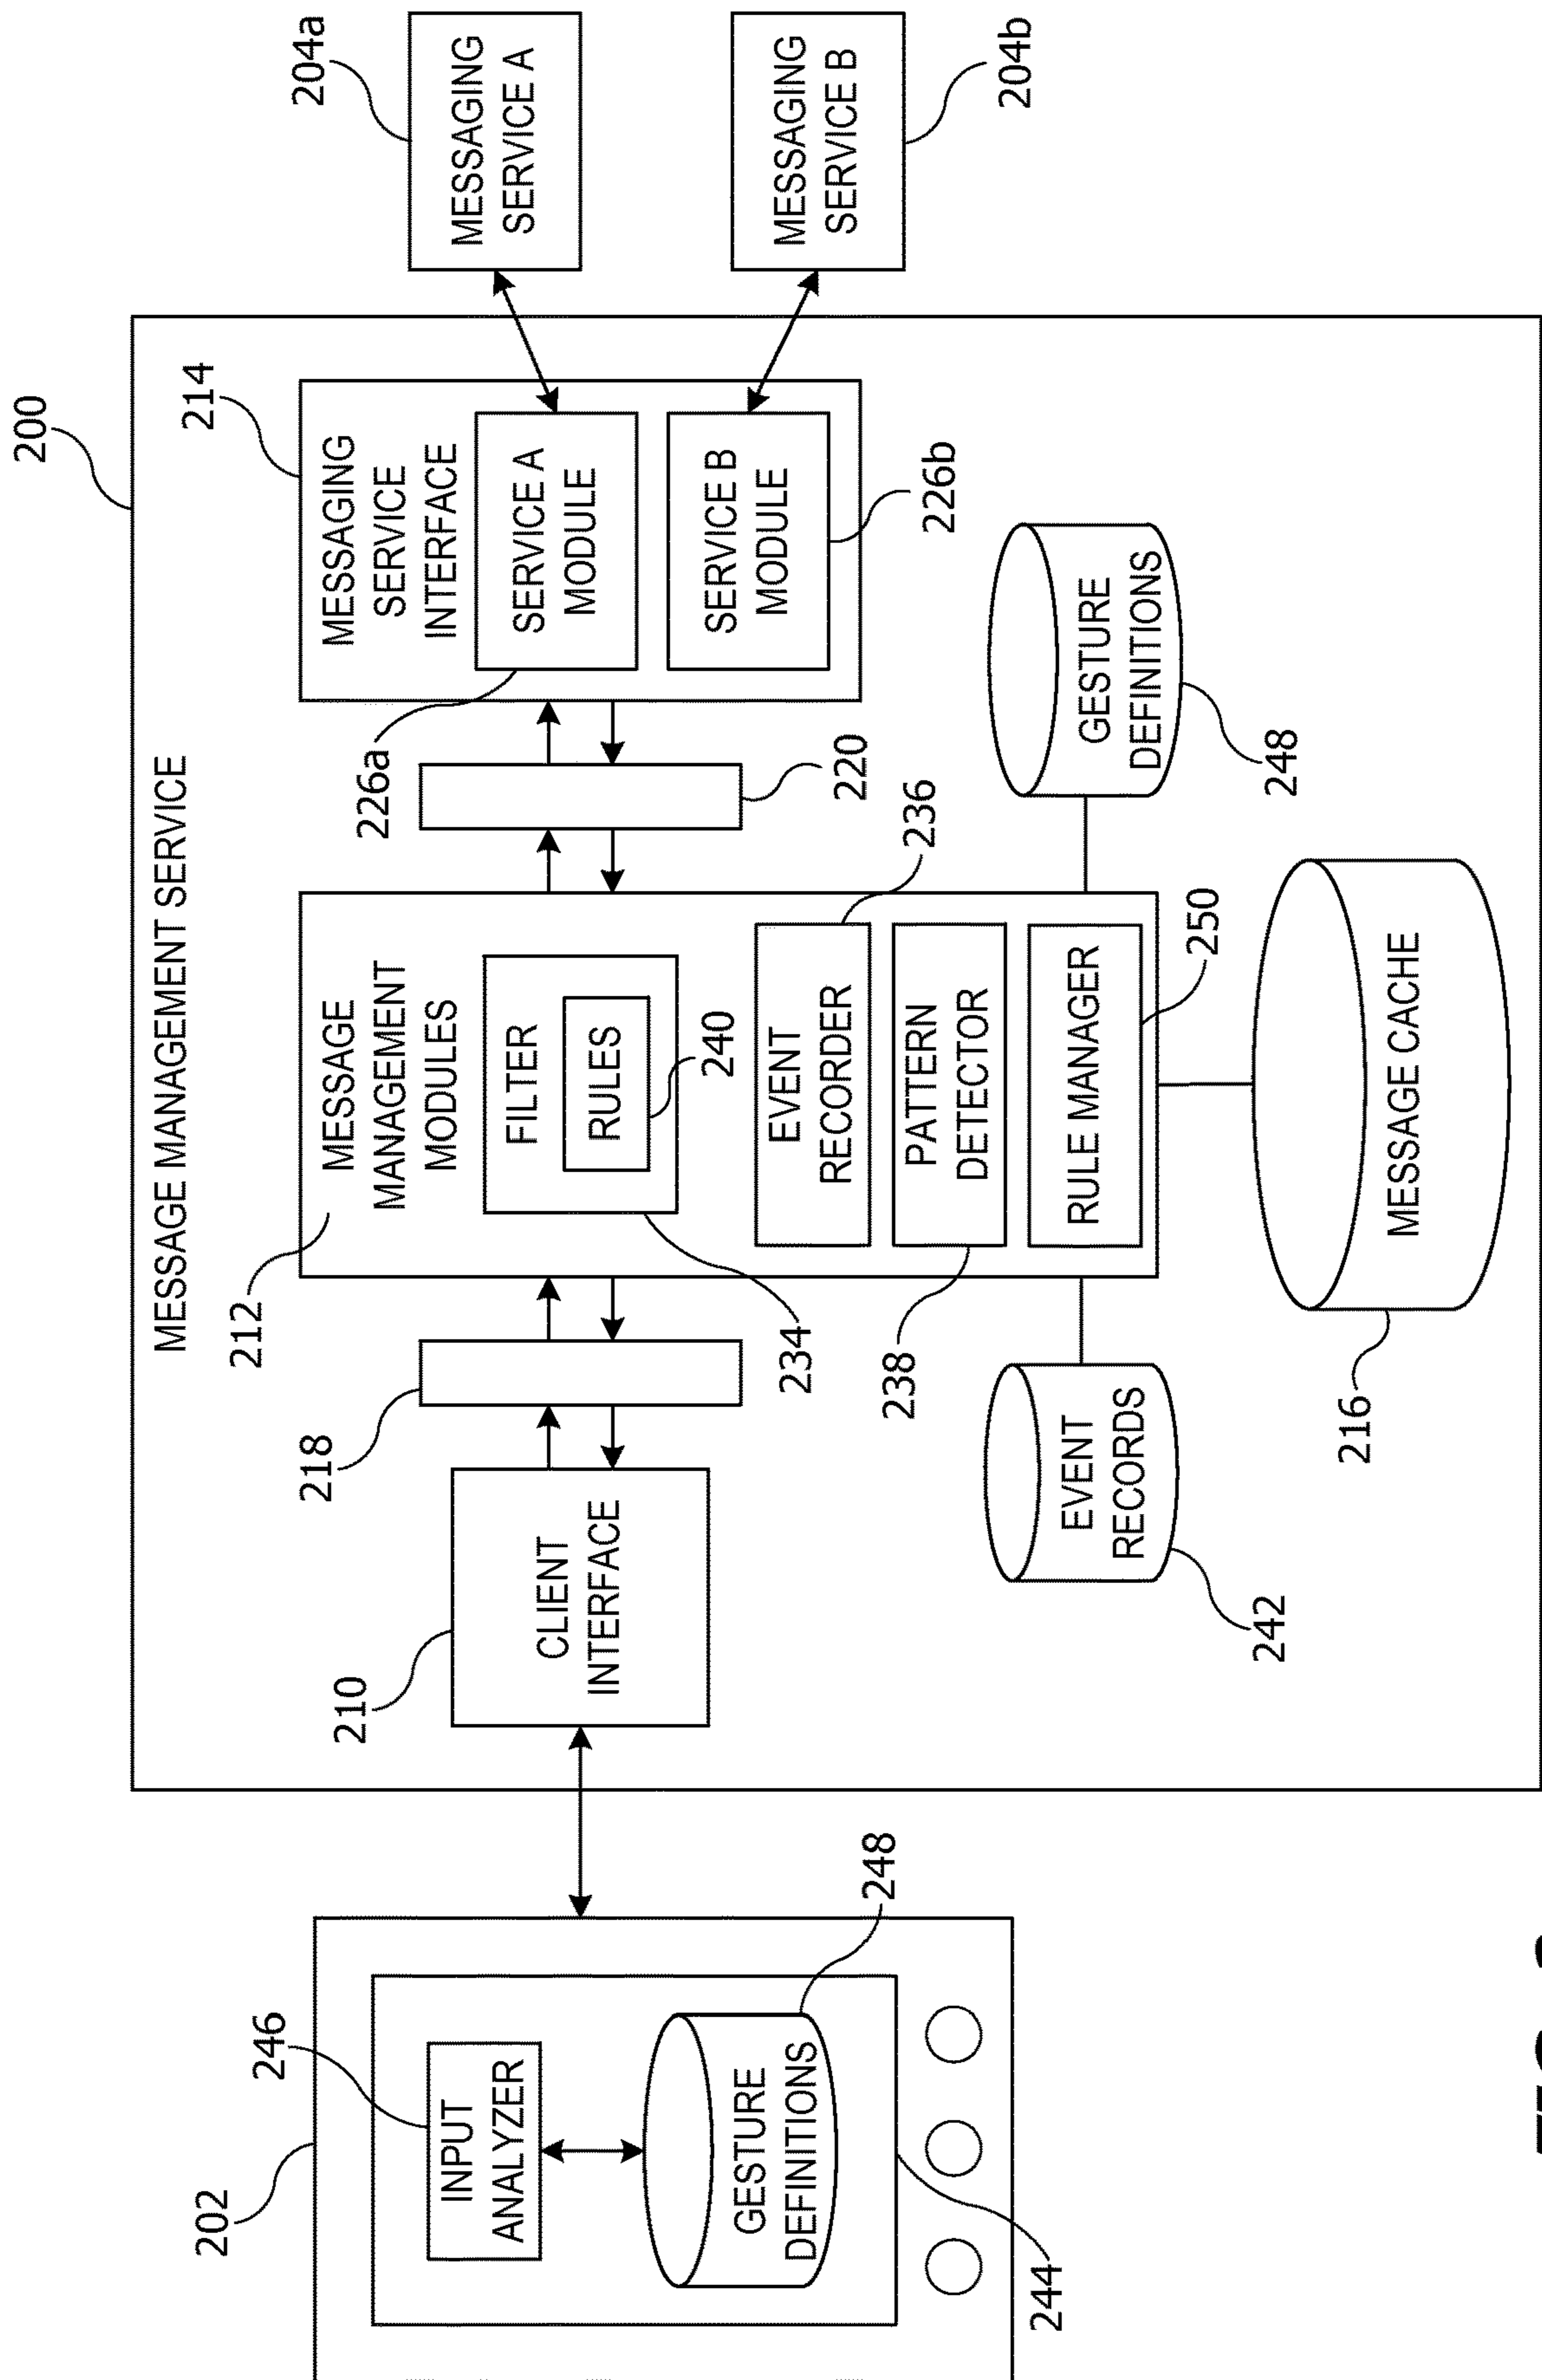 200
MESSAGE MANAGEMENT SERVICE
202
246
INPUT
ANALYZER
GESTURE
DEFINITIONS
248
244
210
CLIENT
INTERFACE
218
212
MESSAGE
MANAGEMENT
MODULES
FILTER
RULES
240
234
EVENT
RECORDER
236
PATTERN
DETECTOR
238
RULE MANAGER
250
EVENT
RECORDS
242
MESSAGE CACHE
216
GESTURE
DEFINITIONS
248
220
214
MESSAGING
SERVICE
INTERFACE
SERVICE A
MODULE
226a
SERVICE B
MODULE
226b
204a
MESSAGING
SERVICE A
MESSAGING
SERVICE B
204b